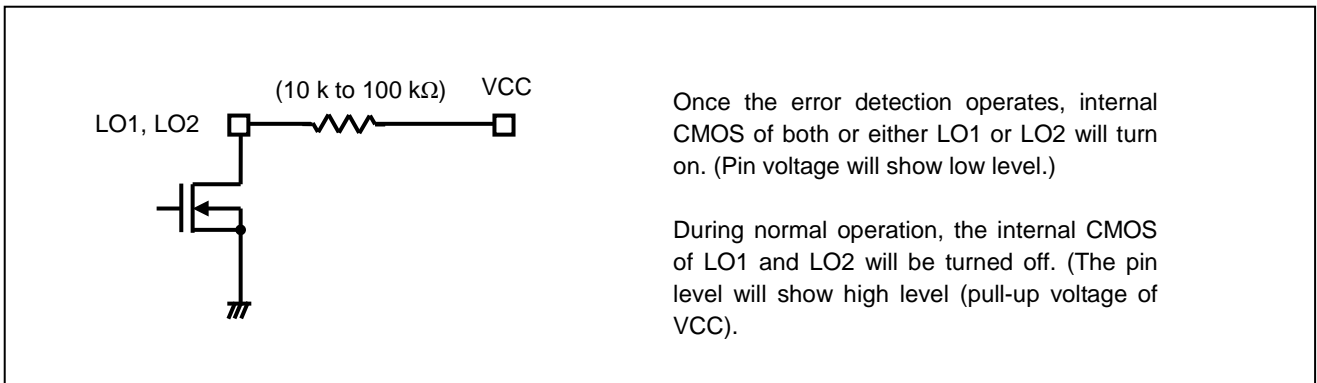 (10 k to 100 kΩ)
VCC
LO1, LO2
Once the error detection operates, internal
CMOS of both or either LO1 or LO2 will turn
on. (Pin voltage will show low level.)
During normal operation, the internal CMOS
of LO1 and LO2 will be turned off. (The pin
level will show high level (pull-up voltage of
VCC).